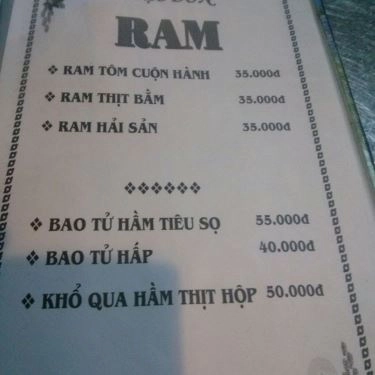 RAM
❖ RAM TÔM CUỘN HÀNH 35.000đ
❖ RAM THỊT BẰM 35.000đ
❖ RAM HẢI SẢN 35.000đ
❖❖❖❖❖❖
❖ BAO TỬ HẦM TIÊU SỌ 55.000đ
❖ BAO TỬ HẤP 40.000đ
❖ KHỔ QUA HẦM THỊT HỘP 50.000đ